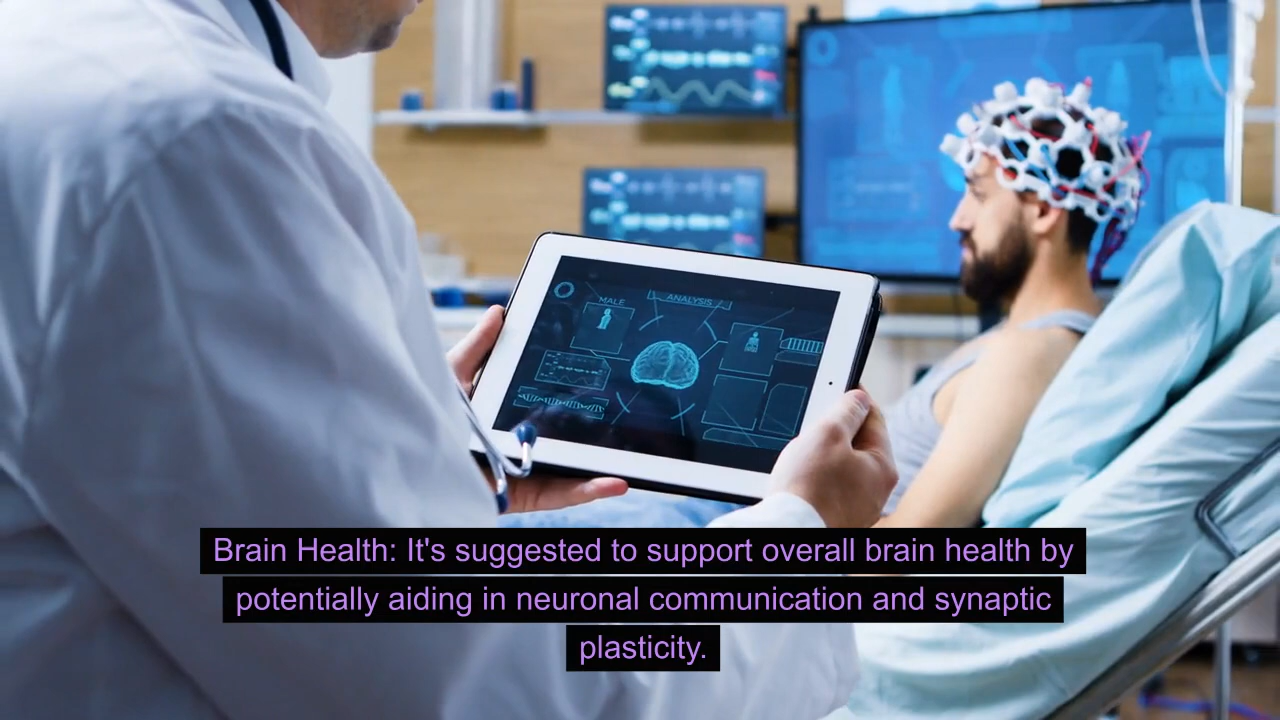 MALE
ANALYSIS
Brain Health: It's suggested to support overall brain health by
potentially aiding in neuronal communication and synaptic
plasticity.